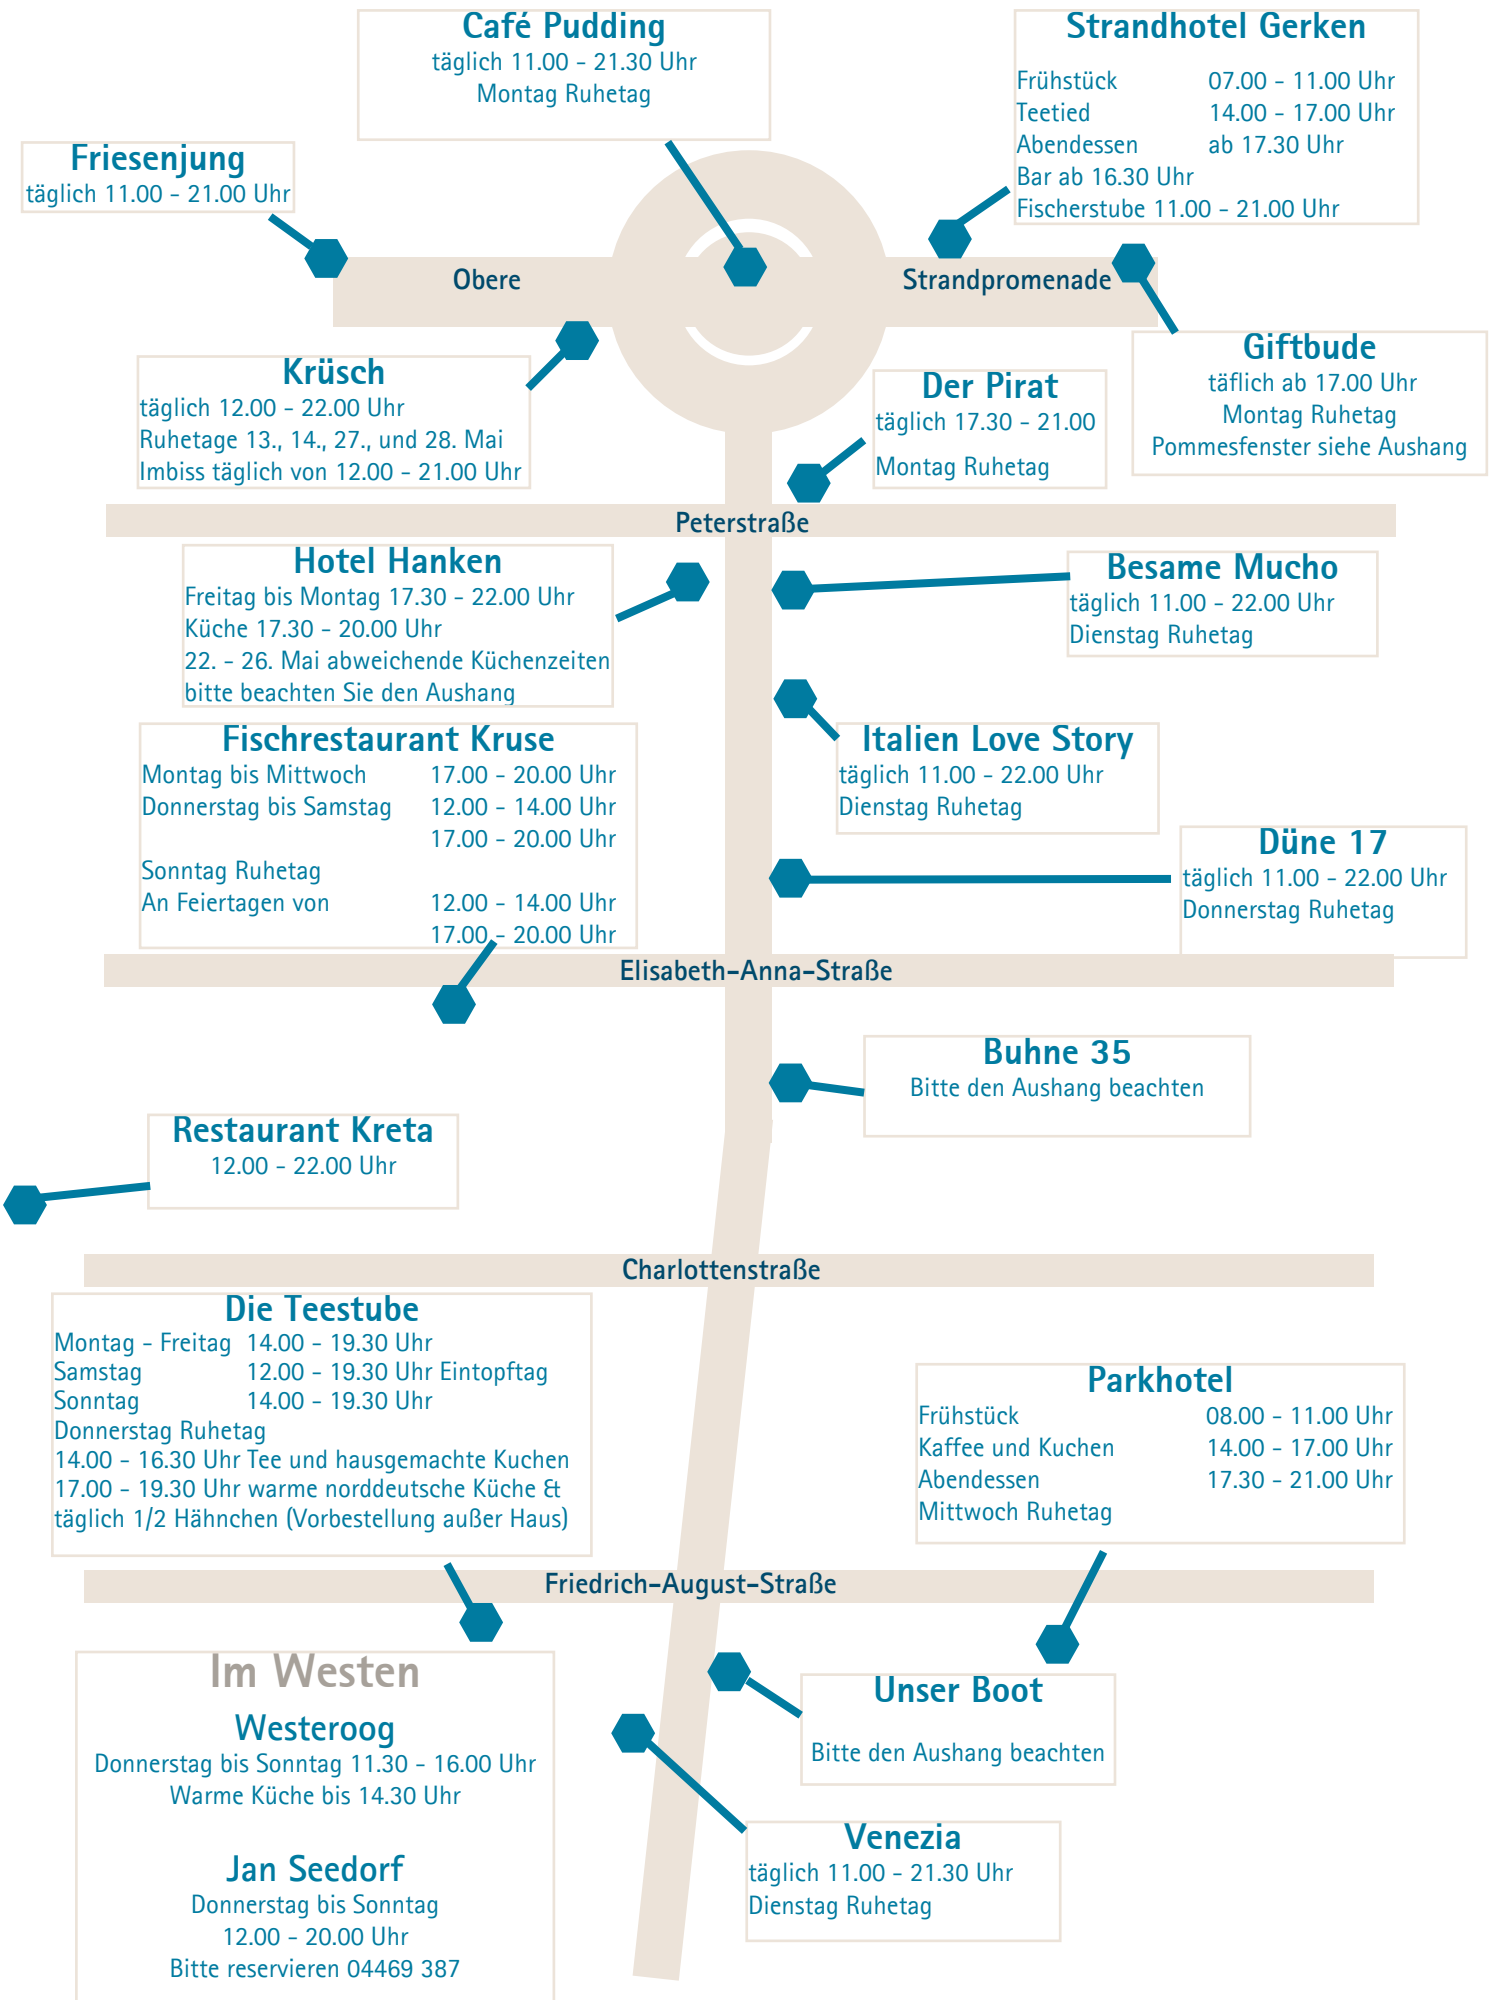 Café Pudding
täglich 11.00 - 21.30 Uhr
Montag Ruhetag
Strandhotel Gerken
Frühstück 07.00 - 11.00 Uhr
Teetied 14.00 - 17.00 Uhr
Abendessen ab 17.30 Uhr
Bar ab 16.30 Uhr
Fischerstube 11.00 - 21.00 Uhr
Friesenjung
täglich 11.00 - 21.00 Uhr
Obere Strandpromenade
Krüsch
täglich 12.00 - 22.00 Uhr
Ruhetage 13., 14., 27., und 28. Mai
Imbiss täglich von 12.00 - 21.00 Uhr
Der Pirat
täglich 17.30 - 21.00
Montag Ruhetag
Giftbude
täflich ab 17.00 Uhr
Montag Ruhetag
Pommesfenster siehe Aushang
Peterstraße
Hotel Hanken
Freitag bis Montag 17.30 - 22.00 Uhr
Küche 17.30 - 20.00 Uhr
22. - 26. Mai abweichende Küchenzeiten
bitte beachten Sie den Aushang
Besame Mucho
täglich 11.00 - 22.00 Uhr
Dienstag Ruhetag
Fischrestaurant Kruse
Montag bis Mittwoch 17.00 - 20.00 Uhr
Donnerstag bis Samstag 12.00 - 14.00 Uhr
17.00 - 20.00 Uhr
Sonntag Ruhetag
An Feiertagen von 12.00 - 14.00 Uhr
17.00 - 20.00 Uhr
Italien Love Story
täglich 11.00 - 22.00 Uhr
Dienstag Ruhetag
Düne 17
täglich 11.00 - 22.00 Uhr
Donnerstag Ruhetag
Elisabeth-Anna-Straße
Buhne 35
Bitte den Aushang beachten
Restaurant Kreta
12.00 - 22.00 Uhr
Charlottenstraße
Die Teestube
Montag - Freitag 14.00 - 19.30 Uhr
Samstag 12.00 - 19.30 Uhr Eintopftag
Sonntag 14.00 - 19.30 Uhr
Donnerstag Ruhetag
14.00 - 16.30 Uhr Tee und hausgemachte Kuchen
17.00 - 19.30 Uhr warme norddeutsche Küche &
täglich 1/2 Hähnchen (Vorbestellung außer Haus)
Parkhotel
Frühstück 08.00 - 11.00 Uhr
Kaffee und Kuchen 14.00 - 17.00 Uhr
Abendessen 17.30 - 21.00 Uhr
Mittwoch Ruhetag
Friedrich-August-Straße
Im Westen
Westeroog
Donnerstag bis Sonntag 11.30 - 16.00 Uhr
Warme Küche bis 14.30 Uhr
Jan Seedorf
Donnerstag bis Sonntag
12.00 - 20.00 Uhr
Bitte reservieren 04469 387
Unser Boot
Bitte den Aushang beachten
Venezia
täglich 11.00 - 21.30 Uhr
Dienstag Ruhetag